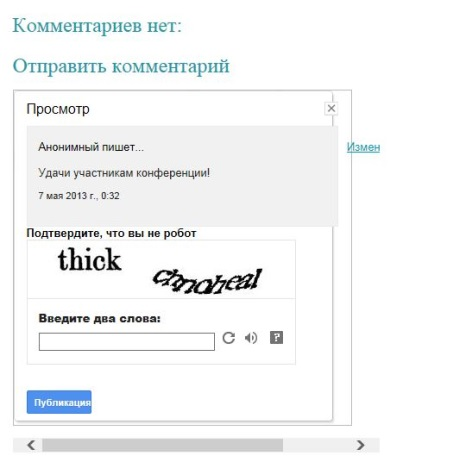 Комментариев нет:
Отправить комментарий
Просмотр
Анонимный пишет...
Измен
Удачи участникам конференции!
7 мая 2013 г., 0:32
Подтвердите, что вы не робот
thick
Введите два слова:
Публикация